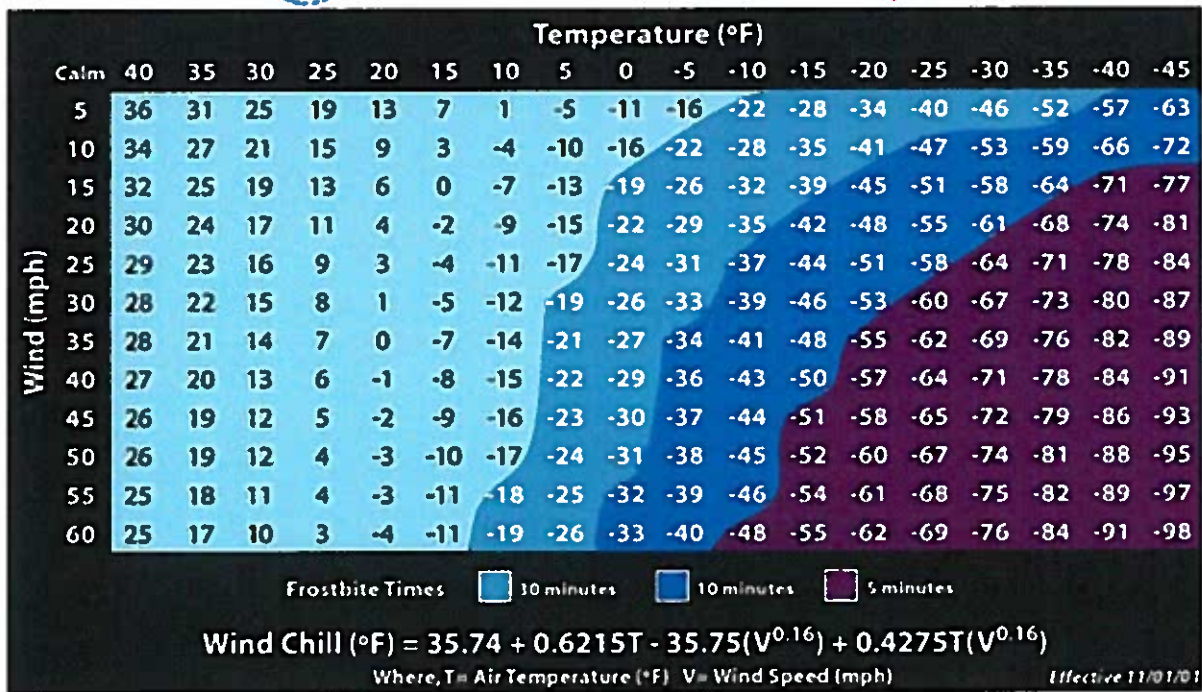 Temperature (°F)
Calm 40 35 30 25 20 15 10 5 0 -5 -10 -15 -20 -25 -30 -35 -40 -45
5 36 31 25 19 13 7 1 -5 -11 -16 -22 -28 -34 -40 -46 -52 -57 -63
10 34 27 21 15 9 3 -4 -10 -16 -22 -28 -35 -41 -47 -53 -59 -66 -72
15 32 25 19 13 6 0 -7 -13 -19 -26 -32 -39 -45 -51 -58 -64 -71 -77
20 30 24 17 11 4 -2 -9 -15 -22 -29 -35 -42 -48 -55 -61 -68 -74 -81
25 29 23 16 9 3 -4 -11 -17 -24 -31 -37 -44 -51 -58 -64 -71 -78 -84
30 28 22 15 8 1 -5 -12 -19 -26 -33 -39 -46 -53 -60 -67 -73 -80 -87
35 28 21 14 7 0 -7 -14 -21 -27 -34 -41 -48 -55 -62 -69 -76 -82 -89
40 27 20 13 6 -1 -8 -15 -22 -29 -36 -43 -50 -57 -64 -71 -78 -84 -91
45 26 19 12 5 -2 -9 -16 -23 -30 -37 -44 -51 -58 -65 -72 -79 -86 -93
50 26 19 12 4 -3 -10 -17 -24 -31 -38 -45 -52 -60 -67 -74 -81 -88 -95
55 25 18 11 4 -3 -11 -18 -25 -32 -39 -46 -54 -61 -68 -75 -82 -89 -97
60 25 17 10 3 -4 -11 -19 -26 -33 -40 -48 -55 -62 -69 -76 -84 -91 -98
Wind (mph)
Frostbite Times 30 minutes 10 minutes 5 minutes
Wind Chill (°F) = 35.74 + 0.6215T - 35.75(V^0.16) + 0.4275T(V^0.16)
Where, T= Air Temperature (°F) V= Wind Speed (mph) Effective 11/01/01